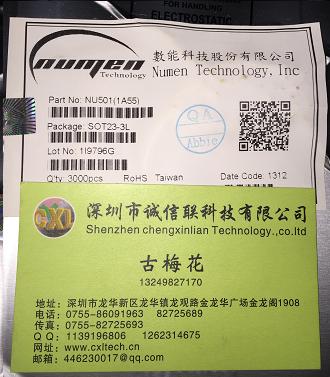 FOR HANDLING
ELECTROSTATIC
numen
Technology
數能科技股份有限公司
Numen Technology, Inc
Part No: NU501(1A55)
Package: SOT23-3L
Lot No: 1I9796G
QA
Abbie
Q'ty: 3000pcs RoHS Taiwan Date Code: 1312
CXL
深圳市诚信联科技有限公司
Shenzhen chengxinlian Technology.,co.ltd
古梅花
13249827170
地址：深圳市龙华新区龙华镇龙观路金龙华广场金龙阁1908
电话：0755-86091963 82725689
传真：0755-82725693
QQ：1139196806 1262314675
网址：www.cxltech.cn
邮箱：446230017@qq.com